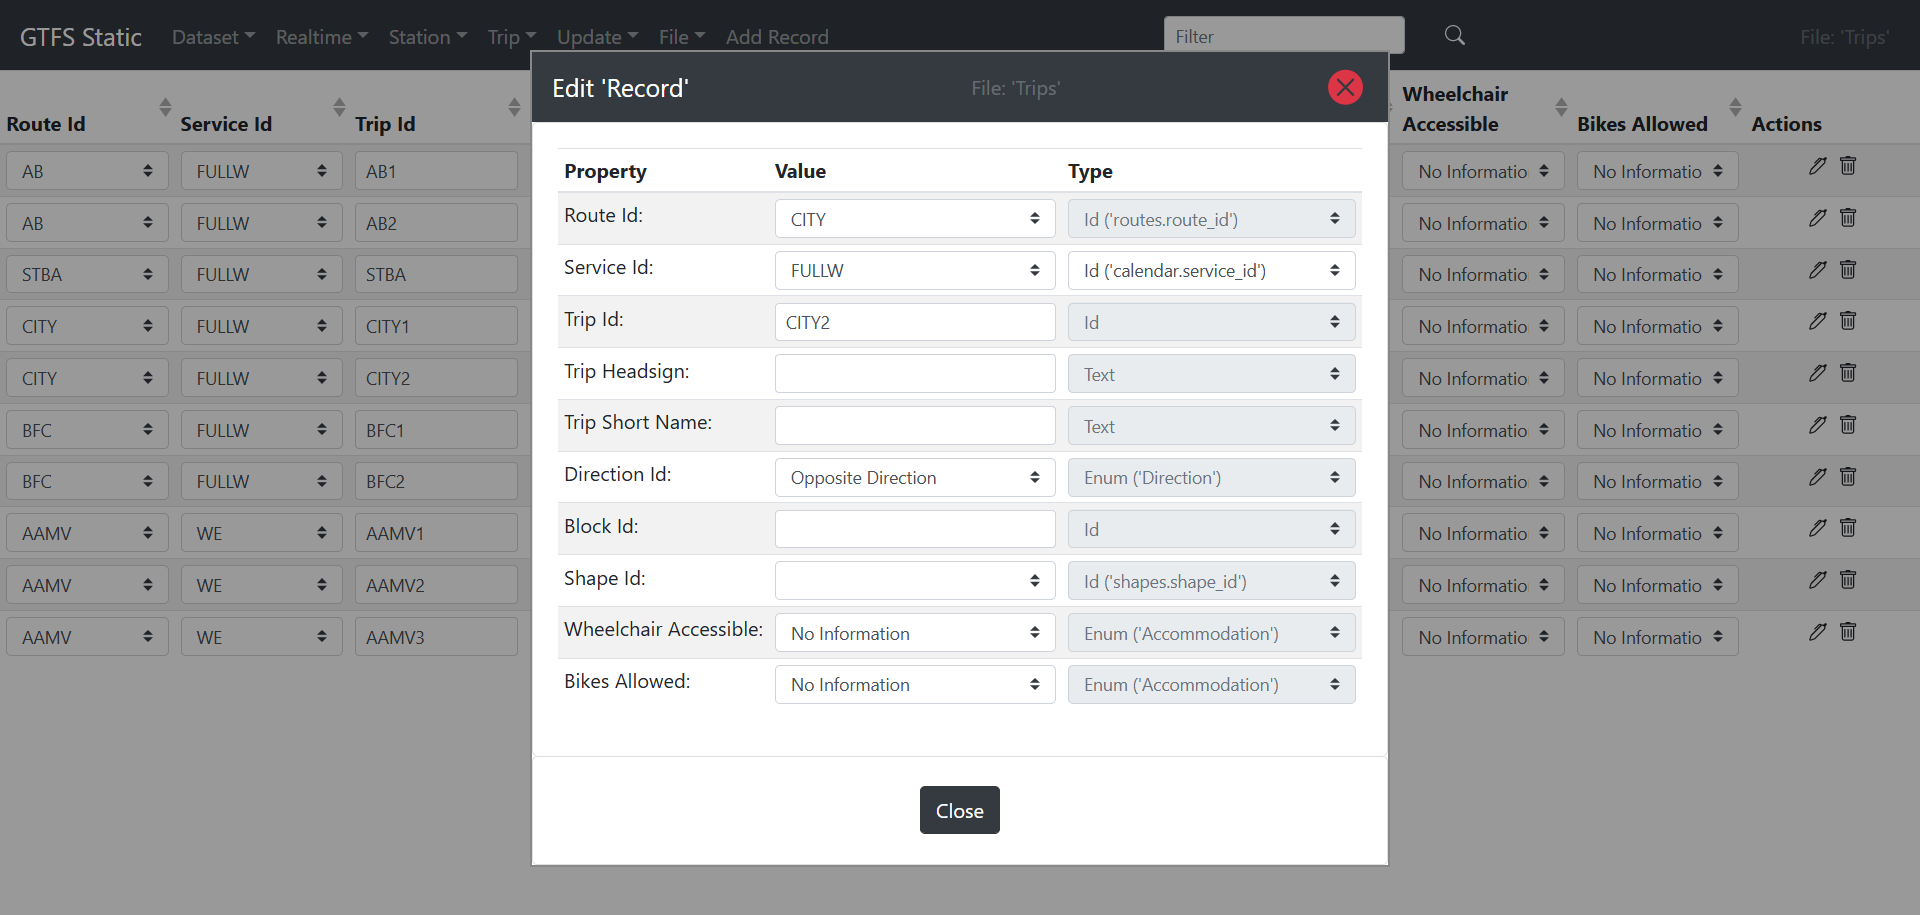 GTFS Static Dataset Realtime Station Trip Update File Add Record Filter File: 'Trips'
Edit 'Record' File: 'Trips'
Route Id Service Id Trip Id Wheelchair Accessible Bikes Allowed Actions
AB FULLW AB1 No Informatio No Informatio
AB FULLW AB2 No Informatio No Informatio
STBA FULLW STBA No Informatio No Informatio
CITY FULLW CITY1 No Informatio No Informatio
CITY FULLW CITY2 No Informatio No Informatio
BFC FULLW BFC1 No Informatio No Informatio
BFC FULLW BFC2 No Informatio No Informatio
AAMV WE AAMV1 No Informatio No Informatio
AAMV WE AAMV2 No Informatio No Informatio
AAMV WE AAMV3 No Informatio No Informatio
Property Value Type
Route Id: CITY Id ('routes.route_id')
Service Id: FULLW Id ('calendar.service_id')
Trip Id: CITY2 Id
Trip Headsign: Text
Trip Short Name: Text
Direction Id: Opposite Direction Enum ('Direction')
Block Id: Id
Shape Id: Id ('shapes.shape_id')
Wheelchair Accessible: No Information Enum ('Accommodation')
Bikes Allowed: No Information Enum ('Accommodation')
Close